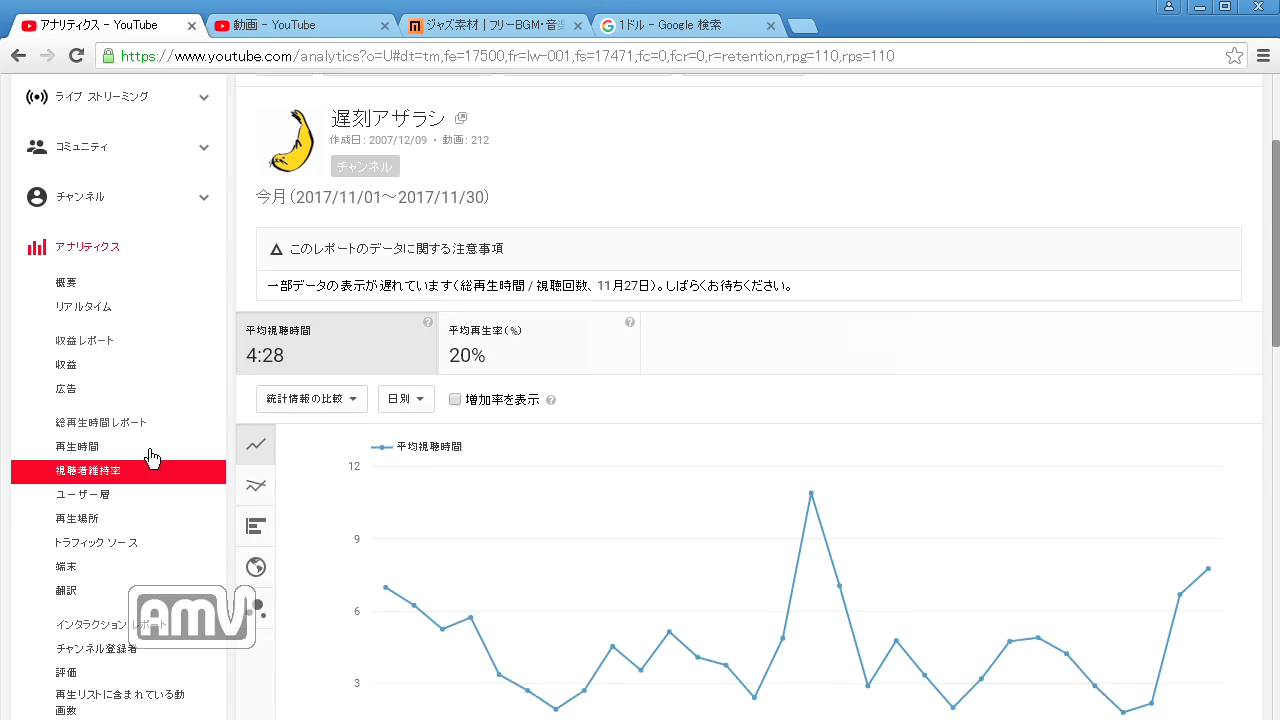 アナリティクス - YouTube
動画 - YouTube
ジャズ素材 | フリーBGM・音
1ドル - Google 検索
https://www.youtube.com/analytics?o=U#dt=tm,fe=17500,fr=lw-001,fs=17471,fc=0,fcr=0,r=retention,rpg=110,rps=110
ライブ ストリーミング
コミュニティ
チャンネル
アナリティクス
概要
リアルタイム
収益レポート
収益
広告
総再生時間レポート
再生時間
視聴者維持率
ユーザー層
再生場所
トラフィック ソース
端末
翻訳
インタラクション レポート
チャンネル登録者
評価
再生リストに含まれている動
画数
AMV
遅刻アザラシ
作成日: 2007/12/09 • 動画: 212
チャンネル
今月（2017/11/01～2017/11/30）
このレポートのデータに関する注意事項
一部データの表示が遅れています（総再生時間 / 視聴回数、11月27日）。しばらくお待ちください。
平均視聴時間 ?
4:28
平均再生率（%） ?
20%
統計情報の比較
日別
増加率を表示 ?
平均視聴時間
12
9
6
3